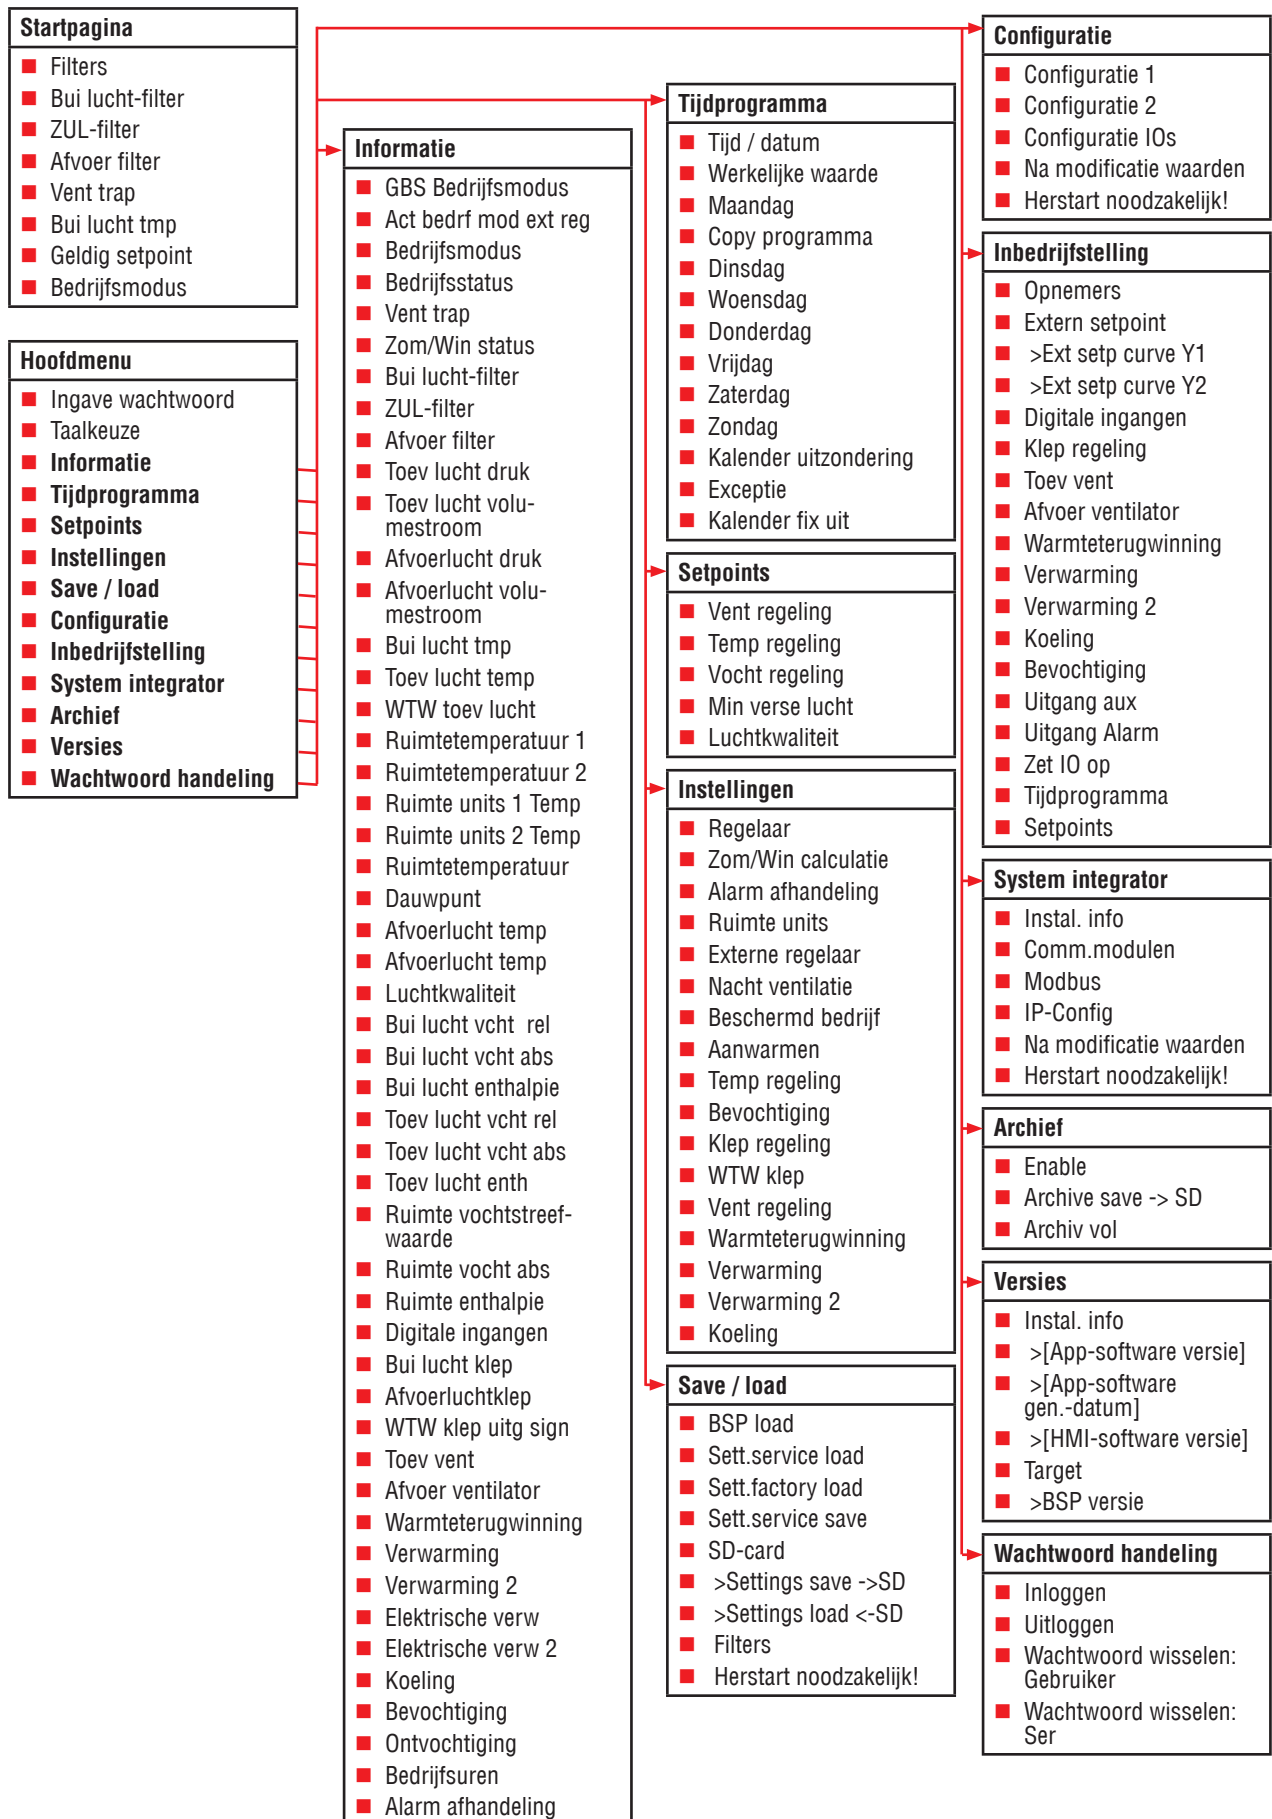 Startpagina
Filters
Bui lucht-filter
ZUL-filter
Afvoer filter
Vent trap
Bui lucht tmp
Geldig setpoint
Bedrijfsmodus
Hoofdmenu
Ingave wachtwoord
Taalkeuze
Informatie
Tijdprogramma
Setpoints
Instellingen
Save / load
Configuratie
Inbedrijfstelling
System integrator
Archief
Versies
Wachtwoord handeling
Informatie
GBS Bedrijfsmodus
Act bedrf mod ext reg
Bedrijfsmodus
Bedrijfsstatus
Vent trap
Zom/Win status
Bui lucht-filter
ZUL-filter
Afvoer filter
Toev lucht druk
Toev lucht volu-
mestroom
Afvoerlucht druk
Afvoerlucht volu-
mestroom
Bui lucht tmp
Toev lucht temp
WTW toev lucht
Ruimtetemperatuur 1
Ruimtetemperatuur 2
Ruimte units 1 Temp
Ruimte units 2 Temp
Ruimtetemperatuur
Dauwpunt
Afvoerlucht temp
Afvoerlucht temp
Luchtkwaliteit
Bui lucht vcht  rel
Bui lucht vcht abs
Bui lucht enthalpie
Toev lucht vcht rel
Toev lucht vcht abs
Toev lucht enth
Ruimte vochtstreef-
waarde
Ruimte vocht abs
Ruimte enthalpie
Digitale ingangen
Bui lucht klep
Afvoerluchtklep
WTW klep uitg sign
Toev vent
Afvoer ventilator
Warmteterugwinning
Verwarming
Verwarming 2
Elektrische verw
Elektrische verw 2
Koeling
Bevochtiging
Ontvochtiging
Bedrijfsuren
Alarm afhandeling
Tijdprogramma
Tijd / datum
Werkelijke waarde
Maandag
Copy programma
Dinsdag
Woensdag
Donderdag
Vrijdag
Zaterdag
Zondag
Kalender uitzondering
Exceptie
Kalender fix uit
Setpoints
Vent regeling
Temp regeling
Vocht regeling
Min verse lucht
Luchtkwaliteit
Instellingen
Regelaar
Zom/Win calculatie
Alarm afhandeling
Ruimte units
Externe regelaar
Nacht ventilatie
Beschermd bedrijf
Aanwarmen
Temp regeling
Bevochtiging
Klep regeling
WTW klep
Vent regeling
Warmteterugwinning
Verwarming
Verwarming 2
Koeling
Save / load
BSP load
Sett.service load
Sett.factory load
Sett.service save
SD-card
>Settings save ->SD
>Settings load <-SD
Filters
Herstart noodzakelijk!
Configuratie
Configuratie 1
Configuratie 2
Configuratie IOs
Na modificatie waarden
Herstart noodzakelijk!
Inbedrijfstelling
Opnemers
Extern setpoint
>Ext setp curve Y1
>Ext setp curve Y2
Digitale ingangen
Klep regeling
Toev vent
Afvoer ventilator
Warmteterugwinning
Verwarming
Verwarming 2
Koeling
Bevochtiging
Uitgang aux
Uitgang Alarm
Zet IO op
Tijdprogramma
Setpoints
System integrator
Instal. info
Comm.modulen
Modbus
IP-Config
Na modificatie waarden
Herstart noodzakelijk!
Archief
Enable
Archive save -> SD
Archiv vol
Versies
Instal. info
>[App-software versie]
>[App-software
gen.-datum]
>[HMI-software versie]
Target
>BSP versie
Wachtwoord handeling
Inloggen
Uitloggen
Wachtwoord wisselen:
Gebruiker
Wachtwoord wisselen:
Ser